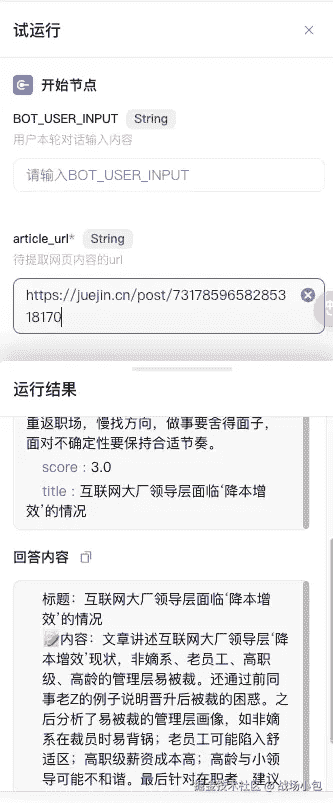 试运行
开始节点
BOT_USER_INPUT String
用户本轮对话输入内容
请输入BOT_USER_INPUT
article_url* String
待提取网页内容的url
https://juejin.cn/post/73178596582853
18170
运行结果
重返职场，慢找方向，做事要舍得面子，
面对不确定性要保持合适节奏。
score : 3.0
title : 互联网大厂领导层面临‘降本增
效’的情况
回答内容
标题：互联网大厂领导层面临‘降本增
效’的情况
内容：文章讲述互联网大厂领导层‘降
本增效’现状，非嫡系、老员工、高职
级、高龄的管理层易被裁。还通过前同
事老Z的例子说明晋升后被裁的困惑。之
后分析了易被裁的管理层画像，如非嫡
系在裁员时易背锅；老员工可能陷入舒
适区；高职级薪资成本高；高龄与小领
导可能不和谐。最后针对在职者，建议
掘金技术社区 @ 战场小包